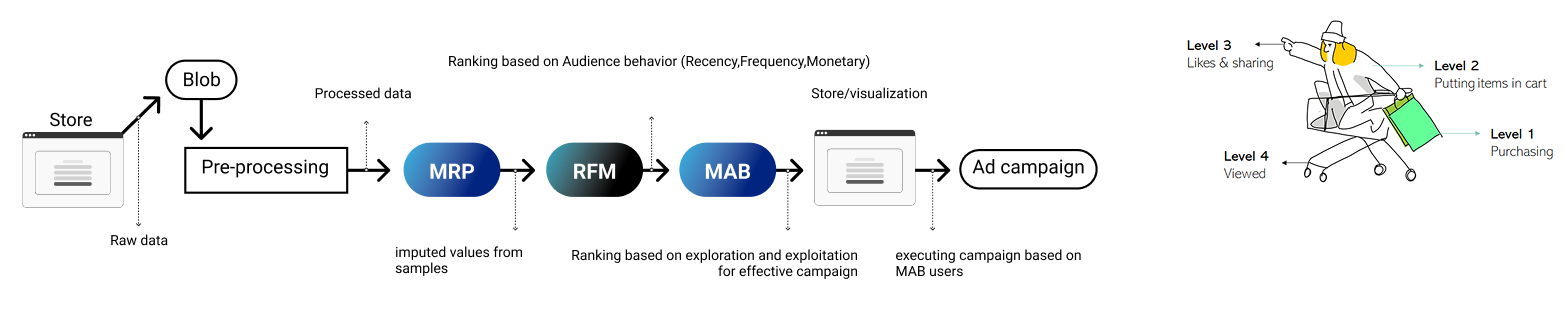 Store
Raw data
Blob
Pre-processing
Processed data
MRP
imputed values from
samples
RFM
Ranking based on Audience behavior (Recency,Frequency,Monetary)
MAB
Ranking based on exploration and exploitation
for effective campaign
Store/visualization
executing campaign based on
MAB users
Ad campaign
Level 3
Likes & sharing
Level 2
Putting items in cart
Level 1
Purchasing
Level 4
Viewed